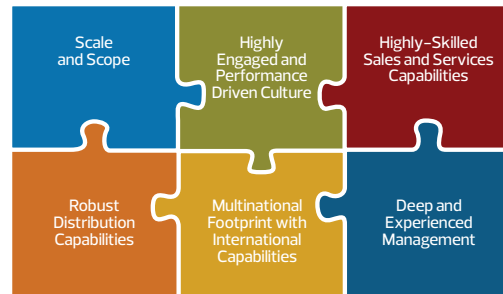 Scale
and Scope
Highly
Engaged and
Performance
Driven Culture
Highly-Skilled
Sales and Services
Capabilities
Robust
Distribution
Capabilities
Multinational
Footprint with
International
Capabilities
Deep and
Experienced
Management